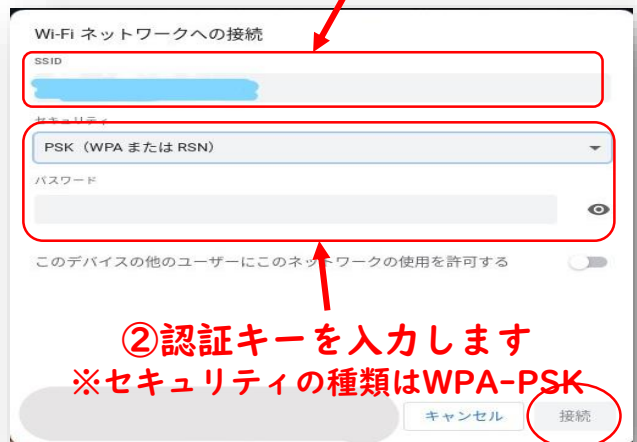 Wi-Fi ネットワークへの接続
SSID
セキュリティ
PSK（WPA または RSN）
パスワード
このデバイスの他のユーザーにこのネットワークの使用を許可する
②認証キーを入力します
※セキュリティの種類はWPA-PSK
キャンセル
接続